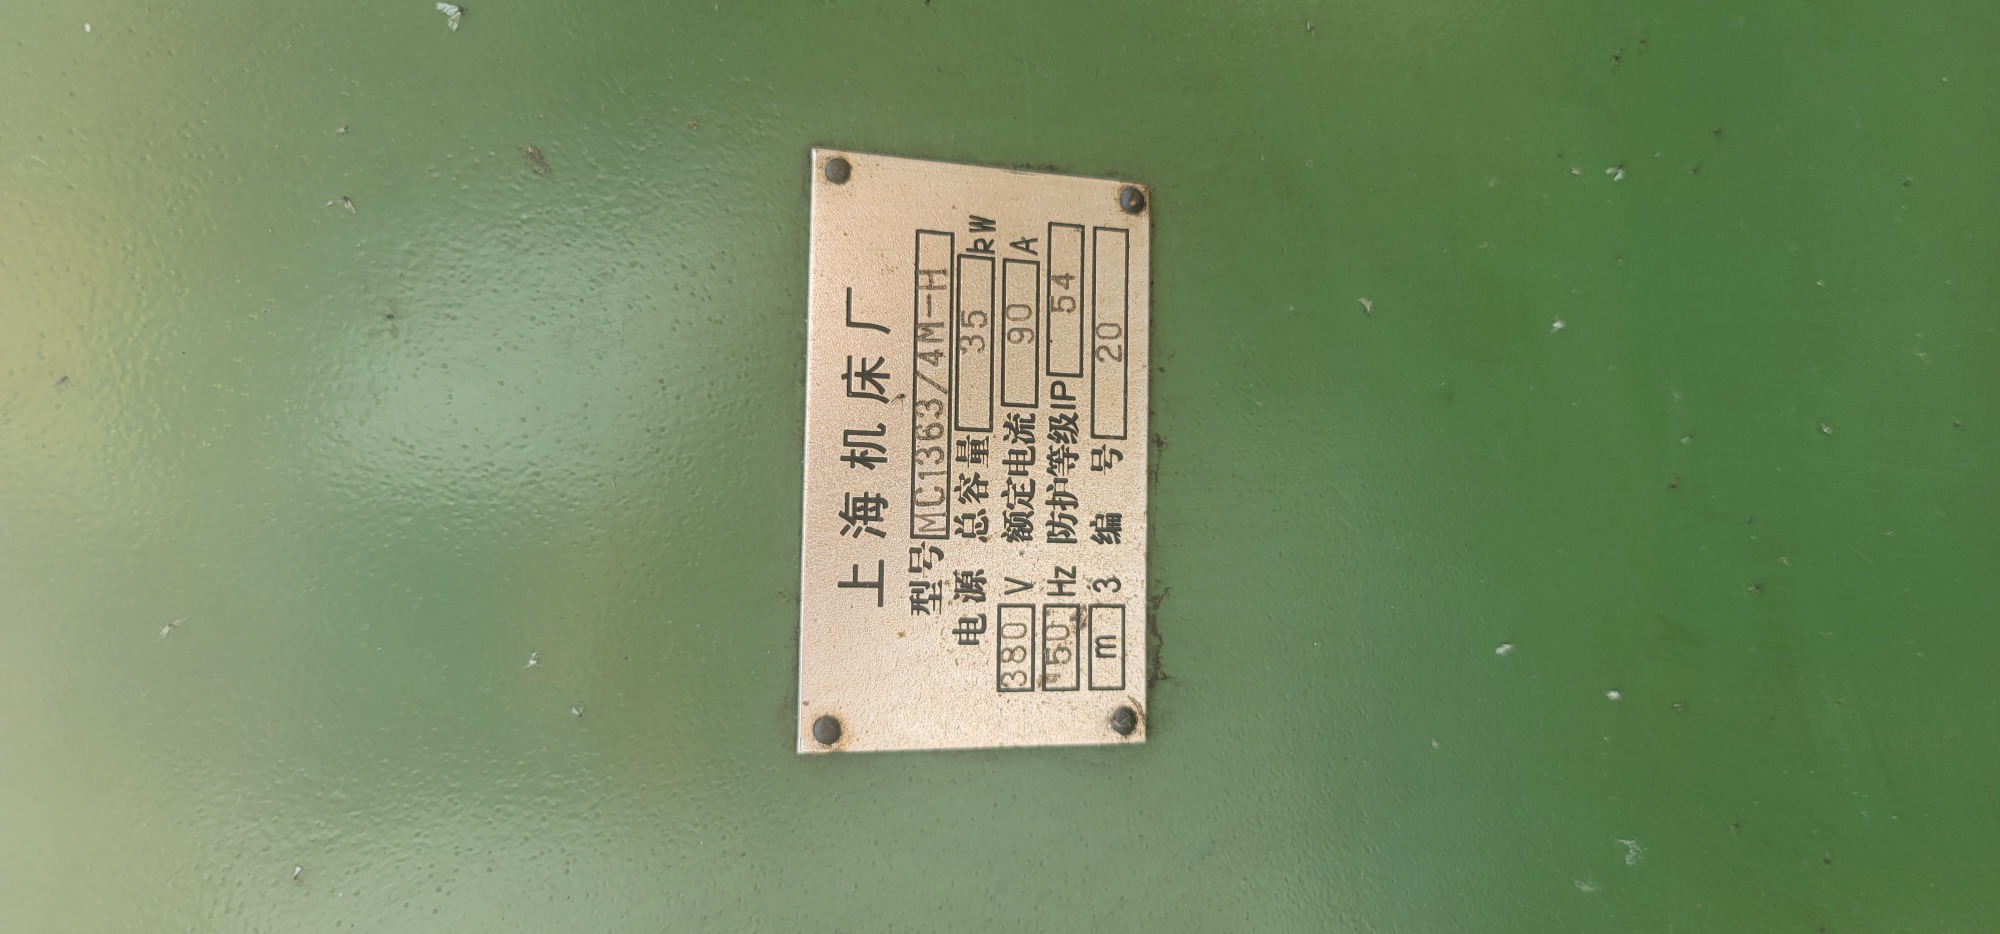 上海机床厂
型号 MC1363/4M-H
电源 总容量 35 kW
380 V 额定电流 90 A
50 Hz 防护等级IP 54
m 3 编号 20